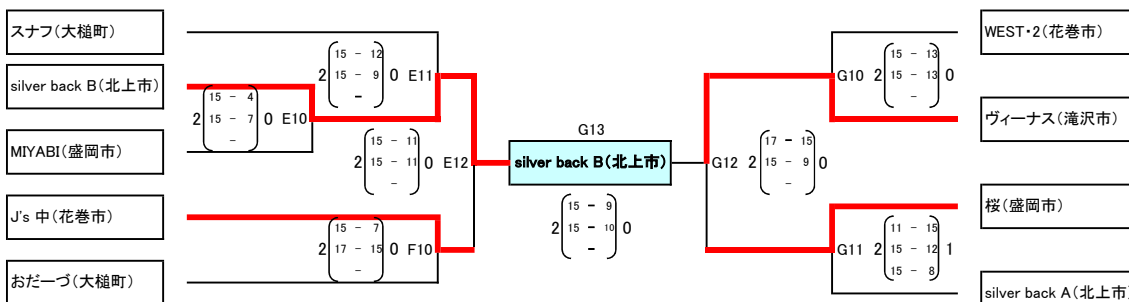 スナフ(大槌町)
silver back B(北上市)
MIYABI(盛岡市)
J's 中(花巻市)
おだーづ(大槌町)
15 - 12
2 15 - 9 0 E11
-
15 - 4
2 15 - 7 0 E10
-
15 - 11
2 15 - 11 0 E12
-
15 - 7
2 17 - 15 0 F10
-
G13
silver back B(北上市)
15 - 9
2 15 - 10 0
-
15 - 13
G10 2 15 - 13 0
-
17 - 15
G12 2 15 - 9 0
-
11 - 15
G11 2 15 - 12 1
15 - 8
WEST・2(花巻市)
ヴィーナス(滝沢市)
桜(盛岡市)
silver back A(北上市)